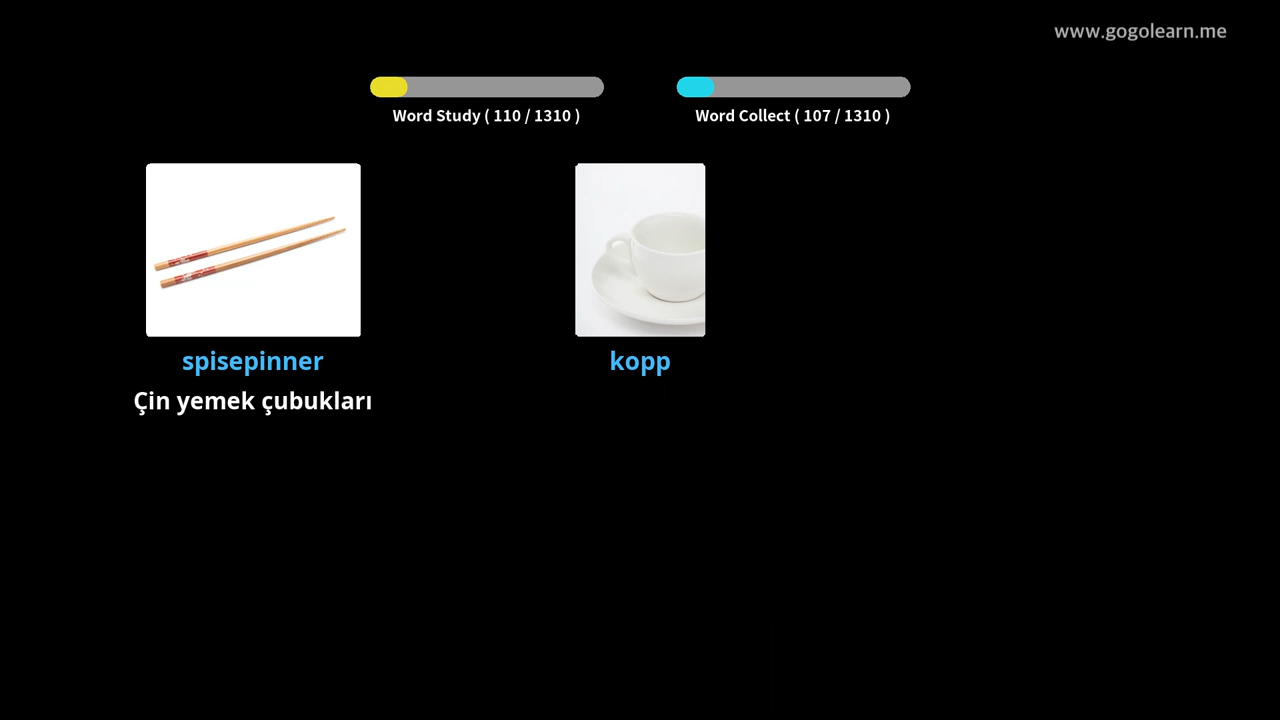 www.gogolearn.me
Word Study ( 110 / 1310 )
Word Collect ( 107 / 1310 )
spisepinner
kopp
Çin yemek çubukları